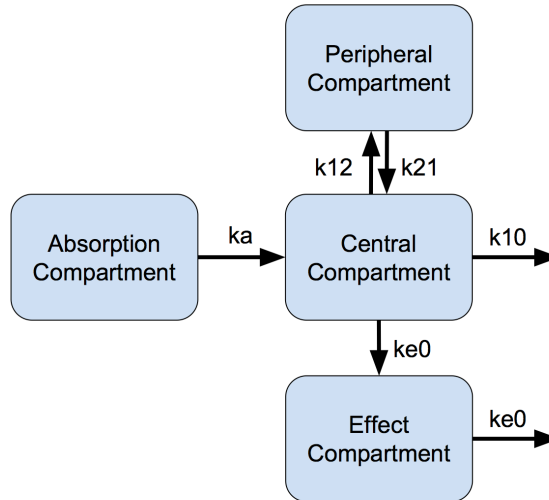 Peripheral
Compartment
k12
k21
Absorption
Compartment
ka
Central
Compartment
k10
ke0
Effect
Compartment
ke0